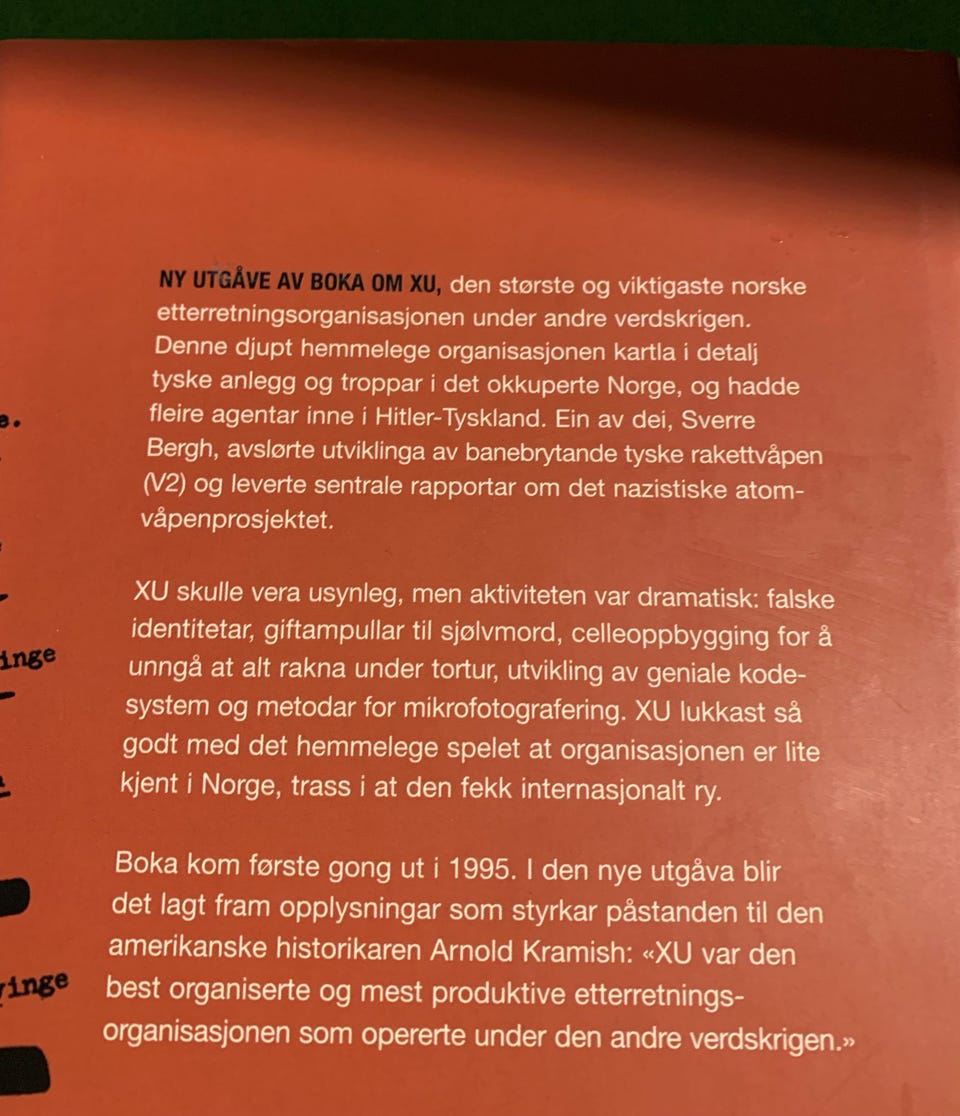 NY UTGÅVE AV BOKA OM XU, den største og viktigaste norske
etterretningsorganisasjonen under andre verdskrigen.
Denne djupt hemmelege organisasjonen kartla i detalj
tyske anlegg og troppar i det okkuperte Norge, og hadde
fleire agentar inne i Hitler-Tyskland. Ein av dei, Sverre
Bergh, avslørte utviklinga av banebrytande tyske rakettvåpen
(V2) og leverte sentrale rapportar om det nazistiske atom-
våpenprosjektet.
XU skulle vera usynleg, men aktiviteten var dramatisk: falske
identitetar, giftampullar til sjølvmord, celleoppbygging for å
unngå at alt rakna under tortur, utvikling av geniale kode-
system og metodar for mikrofotografering. XU lukkast så
godt med det hemmelege spelet at organisasjonen er lite
kjent i Norge, trass i at den fekk internasjonalt ry.
Boka kom første gong ut i 1995. I den nye utgåva blir
det lagt fram opplysningar som styrkar påstanden til den
amerikanske historikaren Arnold Kramish: «XU var den
best organiserte og mest produktive etterretnings-
organisasjonen som opererte under den andre verdskrigen.»